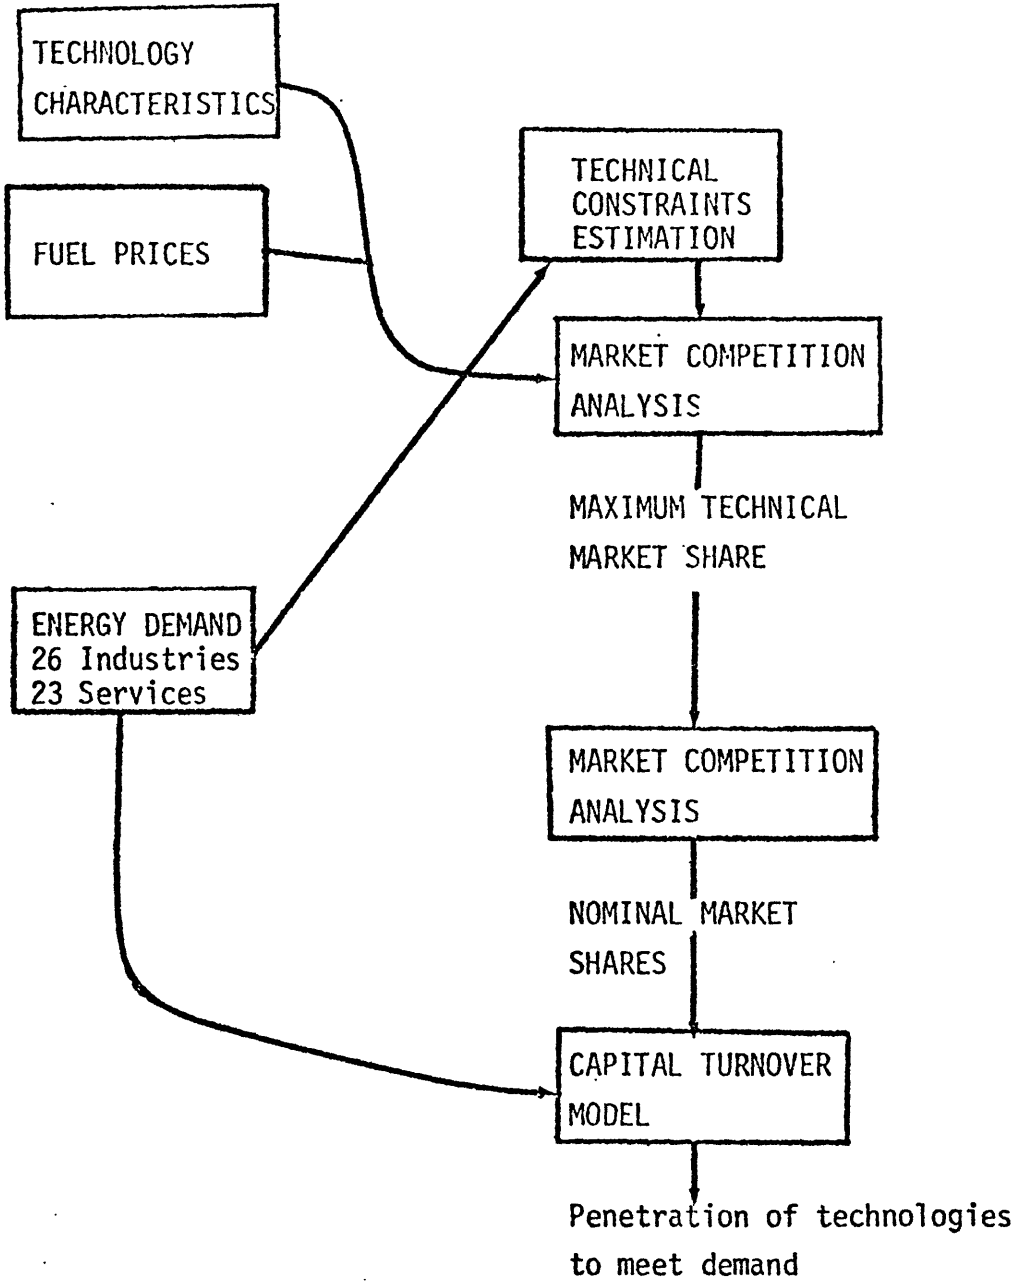 TECHNOLOGY
CHARACTERISTICS
FUEL PRICES
TECHNICAL
CONSTRAINTS
ESTIMATION
MARKET COMPETITION
ANALYSIS
MAXIMUM TECHNICAL
MARKET SHARE
ENERGY DEMAND
26 Industries
23 Services
MARKET COMPETITION
ANALYSIS
NOMINAL MARKET
SHARES
CAPITAL TURNOVER
MODEL
Penetration of technologies
to meet demand